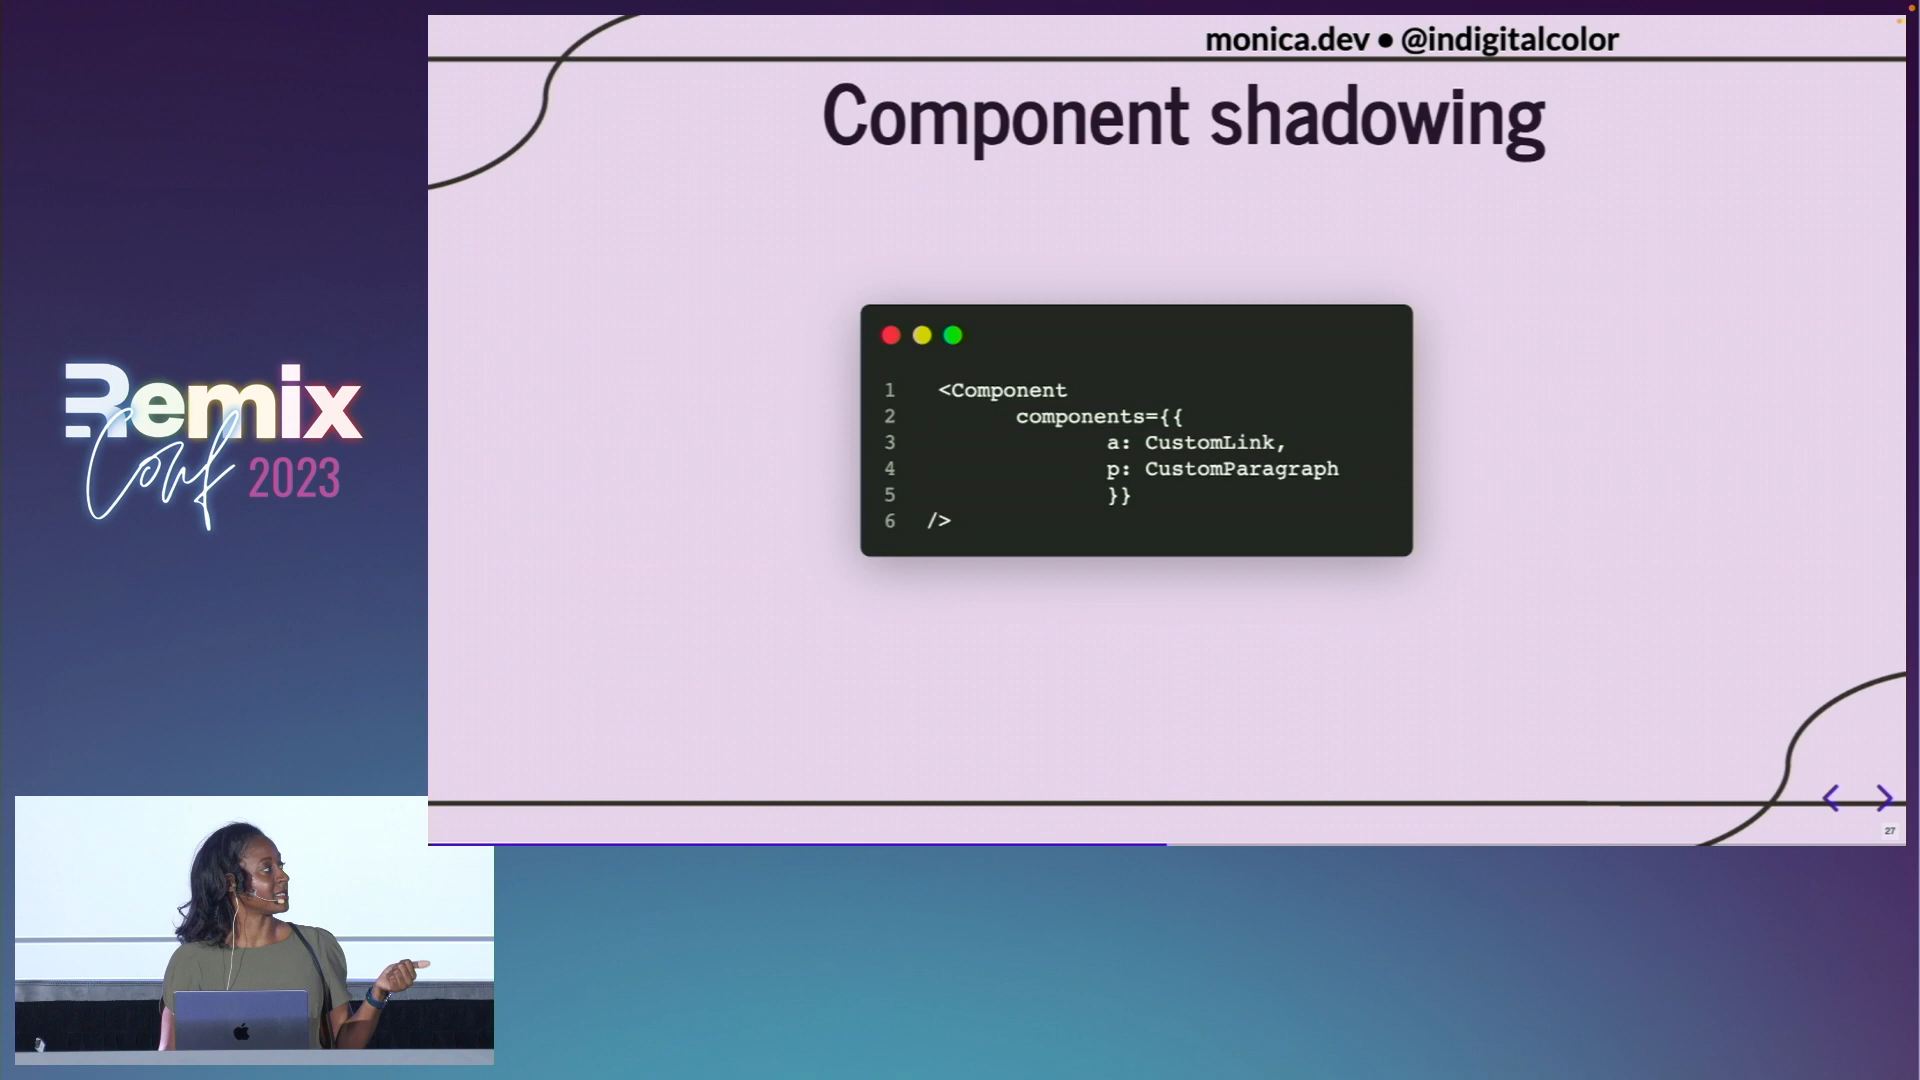 monica.dev ● @indigitalcolor
Component shadowing
Remix
Conf 2023
1 <Component
2 components={{
3 a: CustomLink,
4 p: CustomParagraph
5 }}
6 />
27